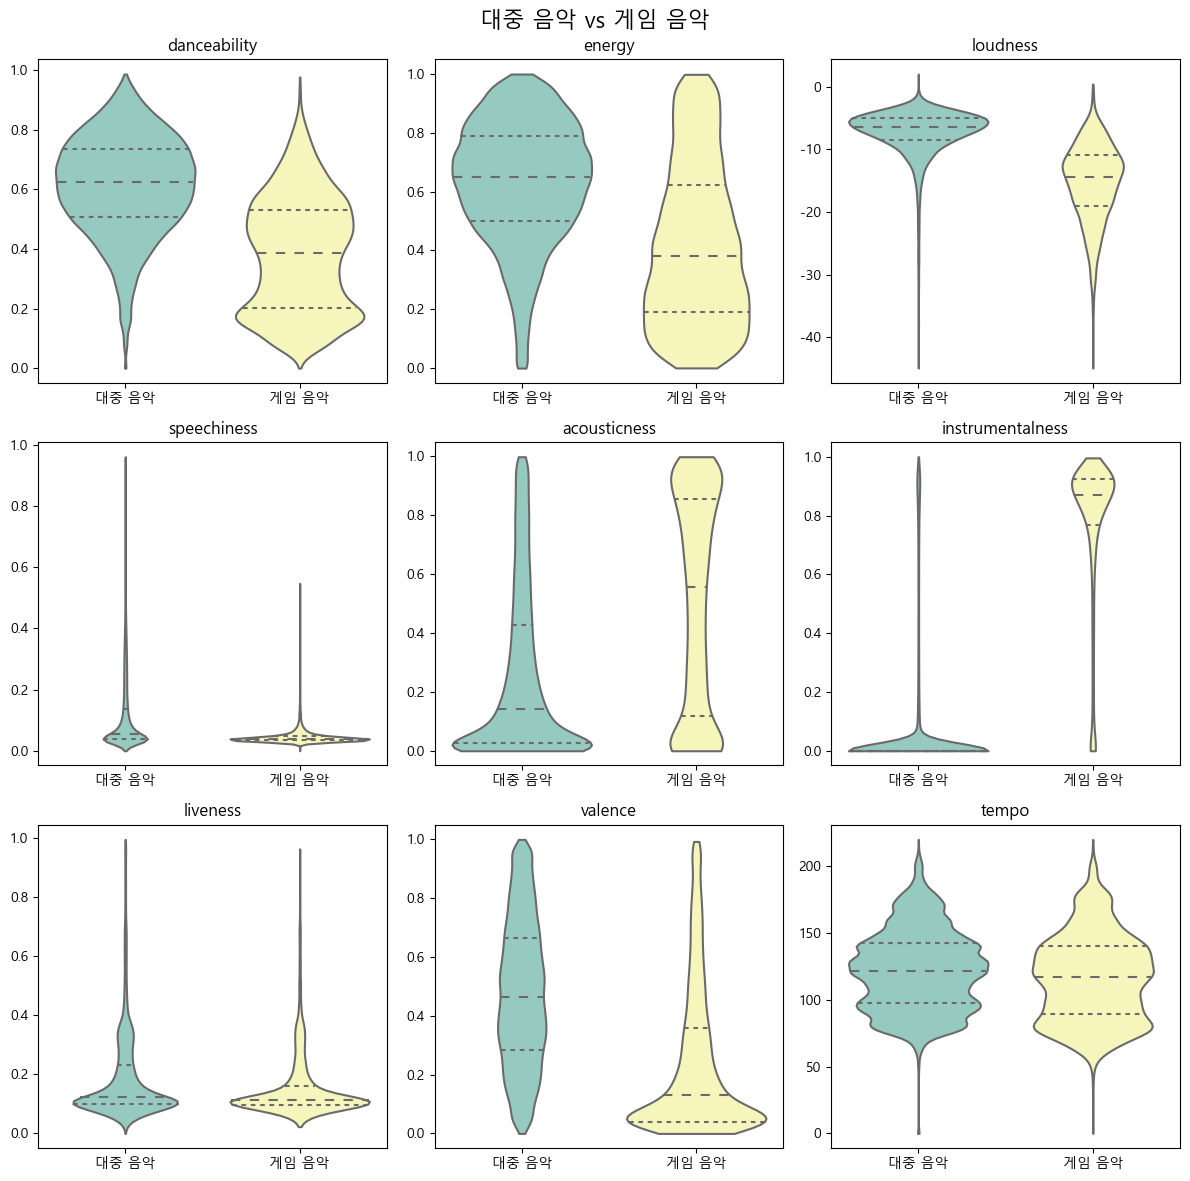 대중 음악 vs 게임 음악
danceability
energy
loudness
1.0
0.8
0.6
0.4
0.2
0.0
1.0
0.8
0.6
0.4
0.2
0.0
0
-10
-20
-30
-40
대중 음악
게임 음악
대중 음악
게임 음악
대중 음악
게임 음악
speechiness
acousticness
instrumentalness
1.0
0.8
0.6
0.4
0.2
0.0
1.0
0.8
0.6
0.4
0.2
0.0
1.0
0.8
0.6
0.4
0.2
0.0
대중 음악
게임 음악
대중 음악
게임 음악
대중 음악
게임 음악
liveness
valence
tempo
1.0
0.8
0.6
0.4
0.2
0.0
1.0
0.8
0.6
0.4
0.2
0.0
200
150
100
50
0
대중 음악
게임 음악
대중 음악
게임 음악
대중 음악
게임 음악